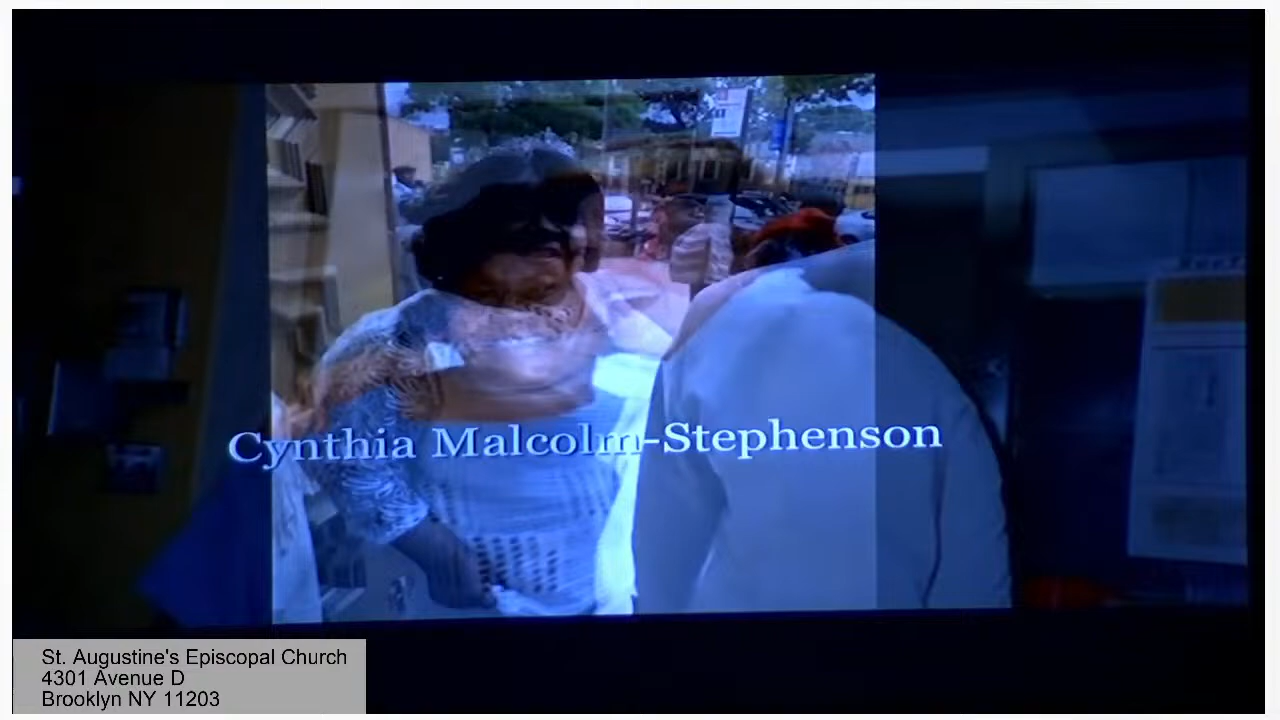 Cynthia Malcolm-Stephenson
St. Augustine's Episcopal Church
4301 Avenue D
Brooklyn NY 11203